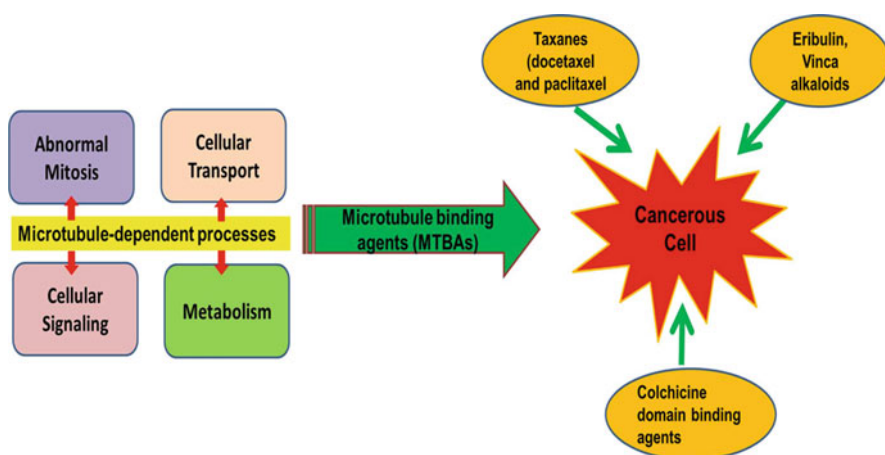 Taxanes
(docetaxel
and paclitaxel
Eribulin,
Vinca
alkaloids
Abnormal
Mitosis
Cellular
Transport
Microtubule-dependent processes
Cellular
Signaling
Metabolism
Microtubule binding
agents (MTBAs)
Cancerous
Cell
Colchicine
domain binding
agents